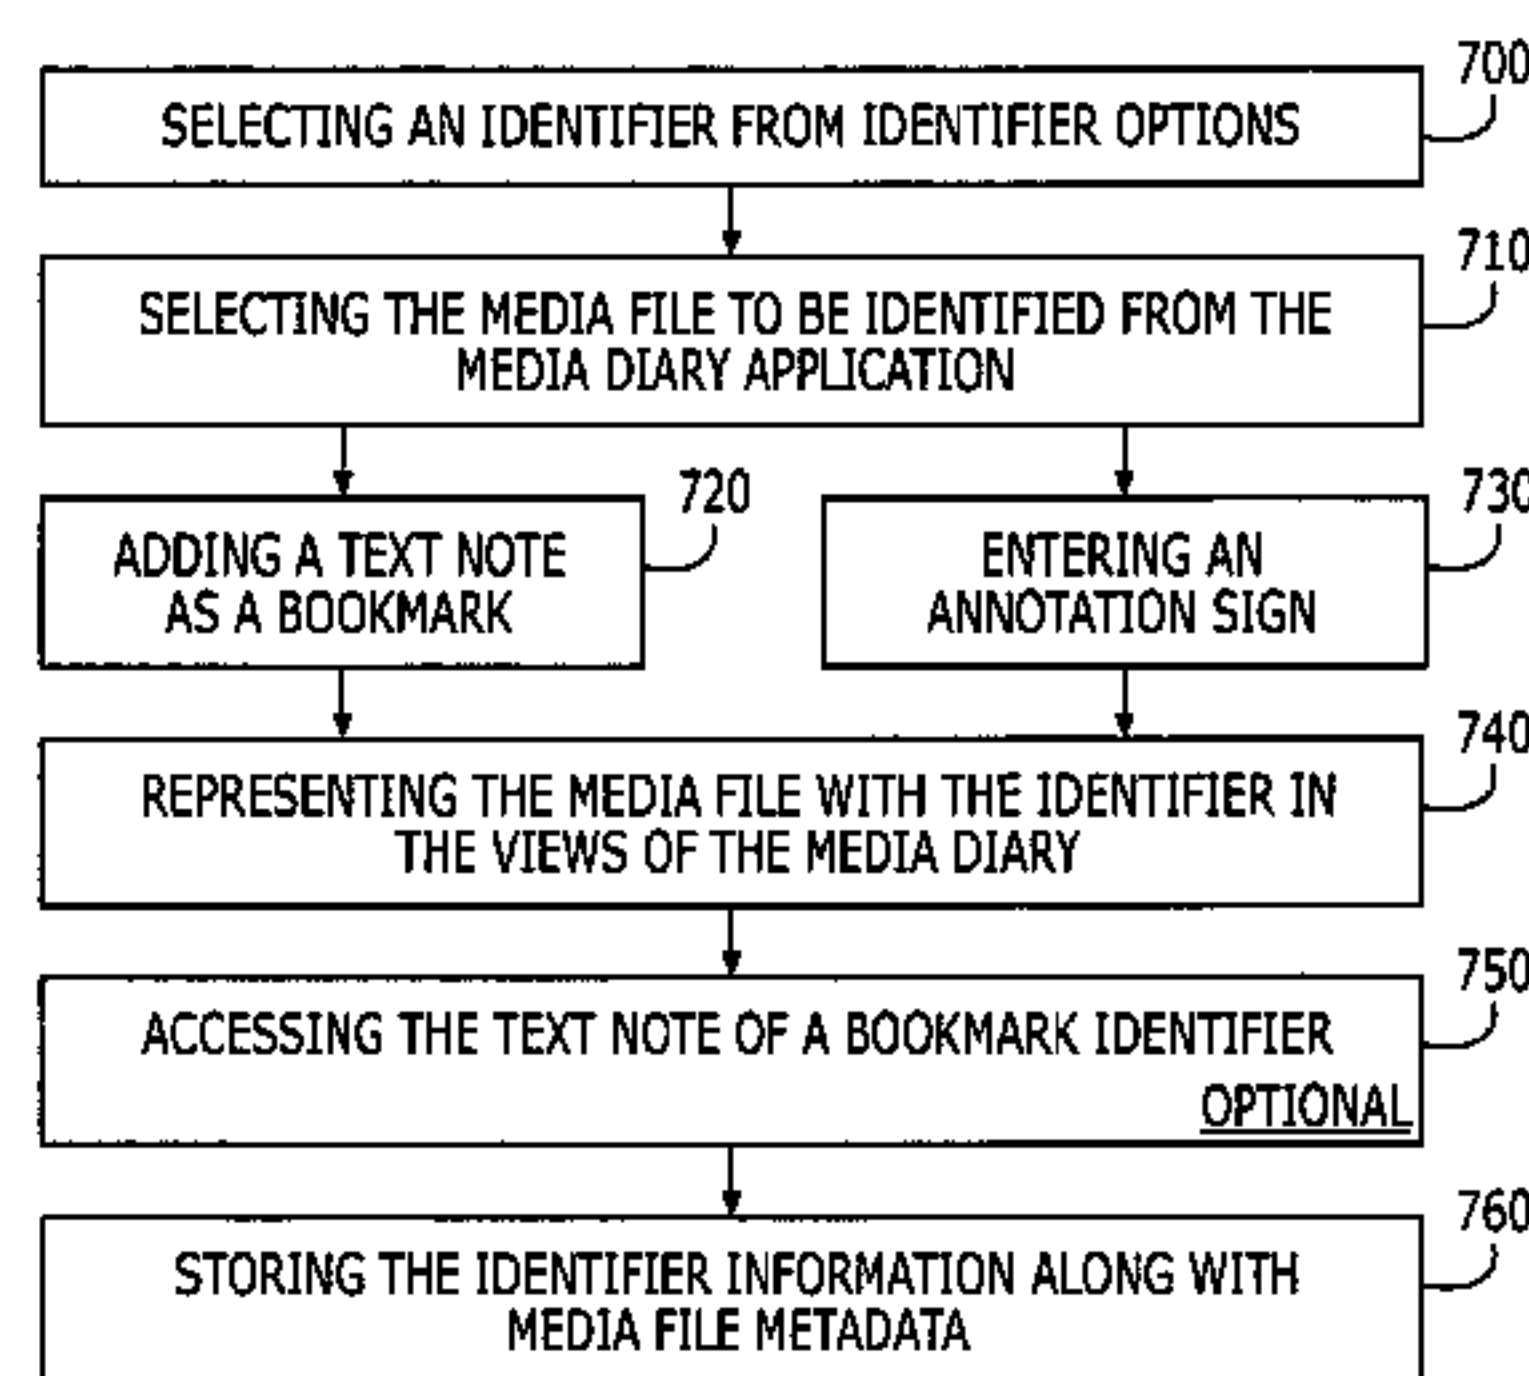 700
SELECTING AN IDENTIFIER FROM IDENTIFIER OPTIONS
710
SELECTING THE MEDIA FILE TO BE IDENTIFIED FROM THE
MEDIA DIARY APPLICATION
720
ADDING A TEXT NOTE
AS A BOOKMARK
730
ENTERING AN
ANNOTATION SIGN
740
REPRESENTING THE MEDIA FILE WITH THE IDENTIFIER IN
THE VIEWS OF THE MEDIA DIARY
750
ACCESSING THE TEXT NOTE OF A BOOKMARK IDENTIFIER
OPTIONAL
760
STORING THE IDENTIFIER INFORMATION ALONG WITH
MEDIA FILE METADATA